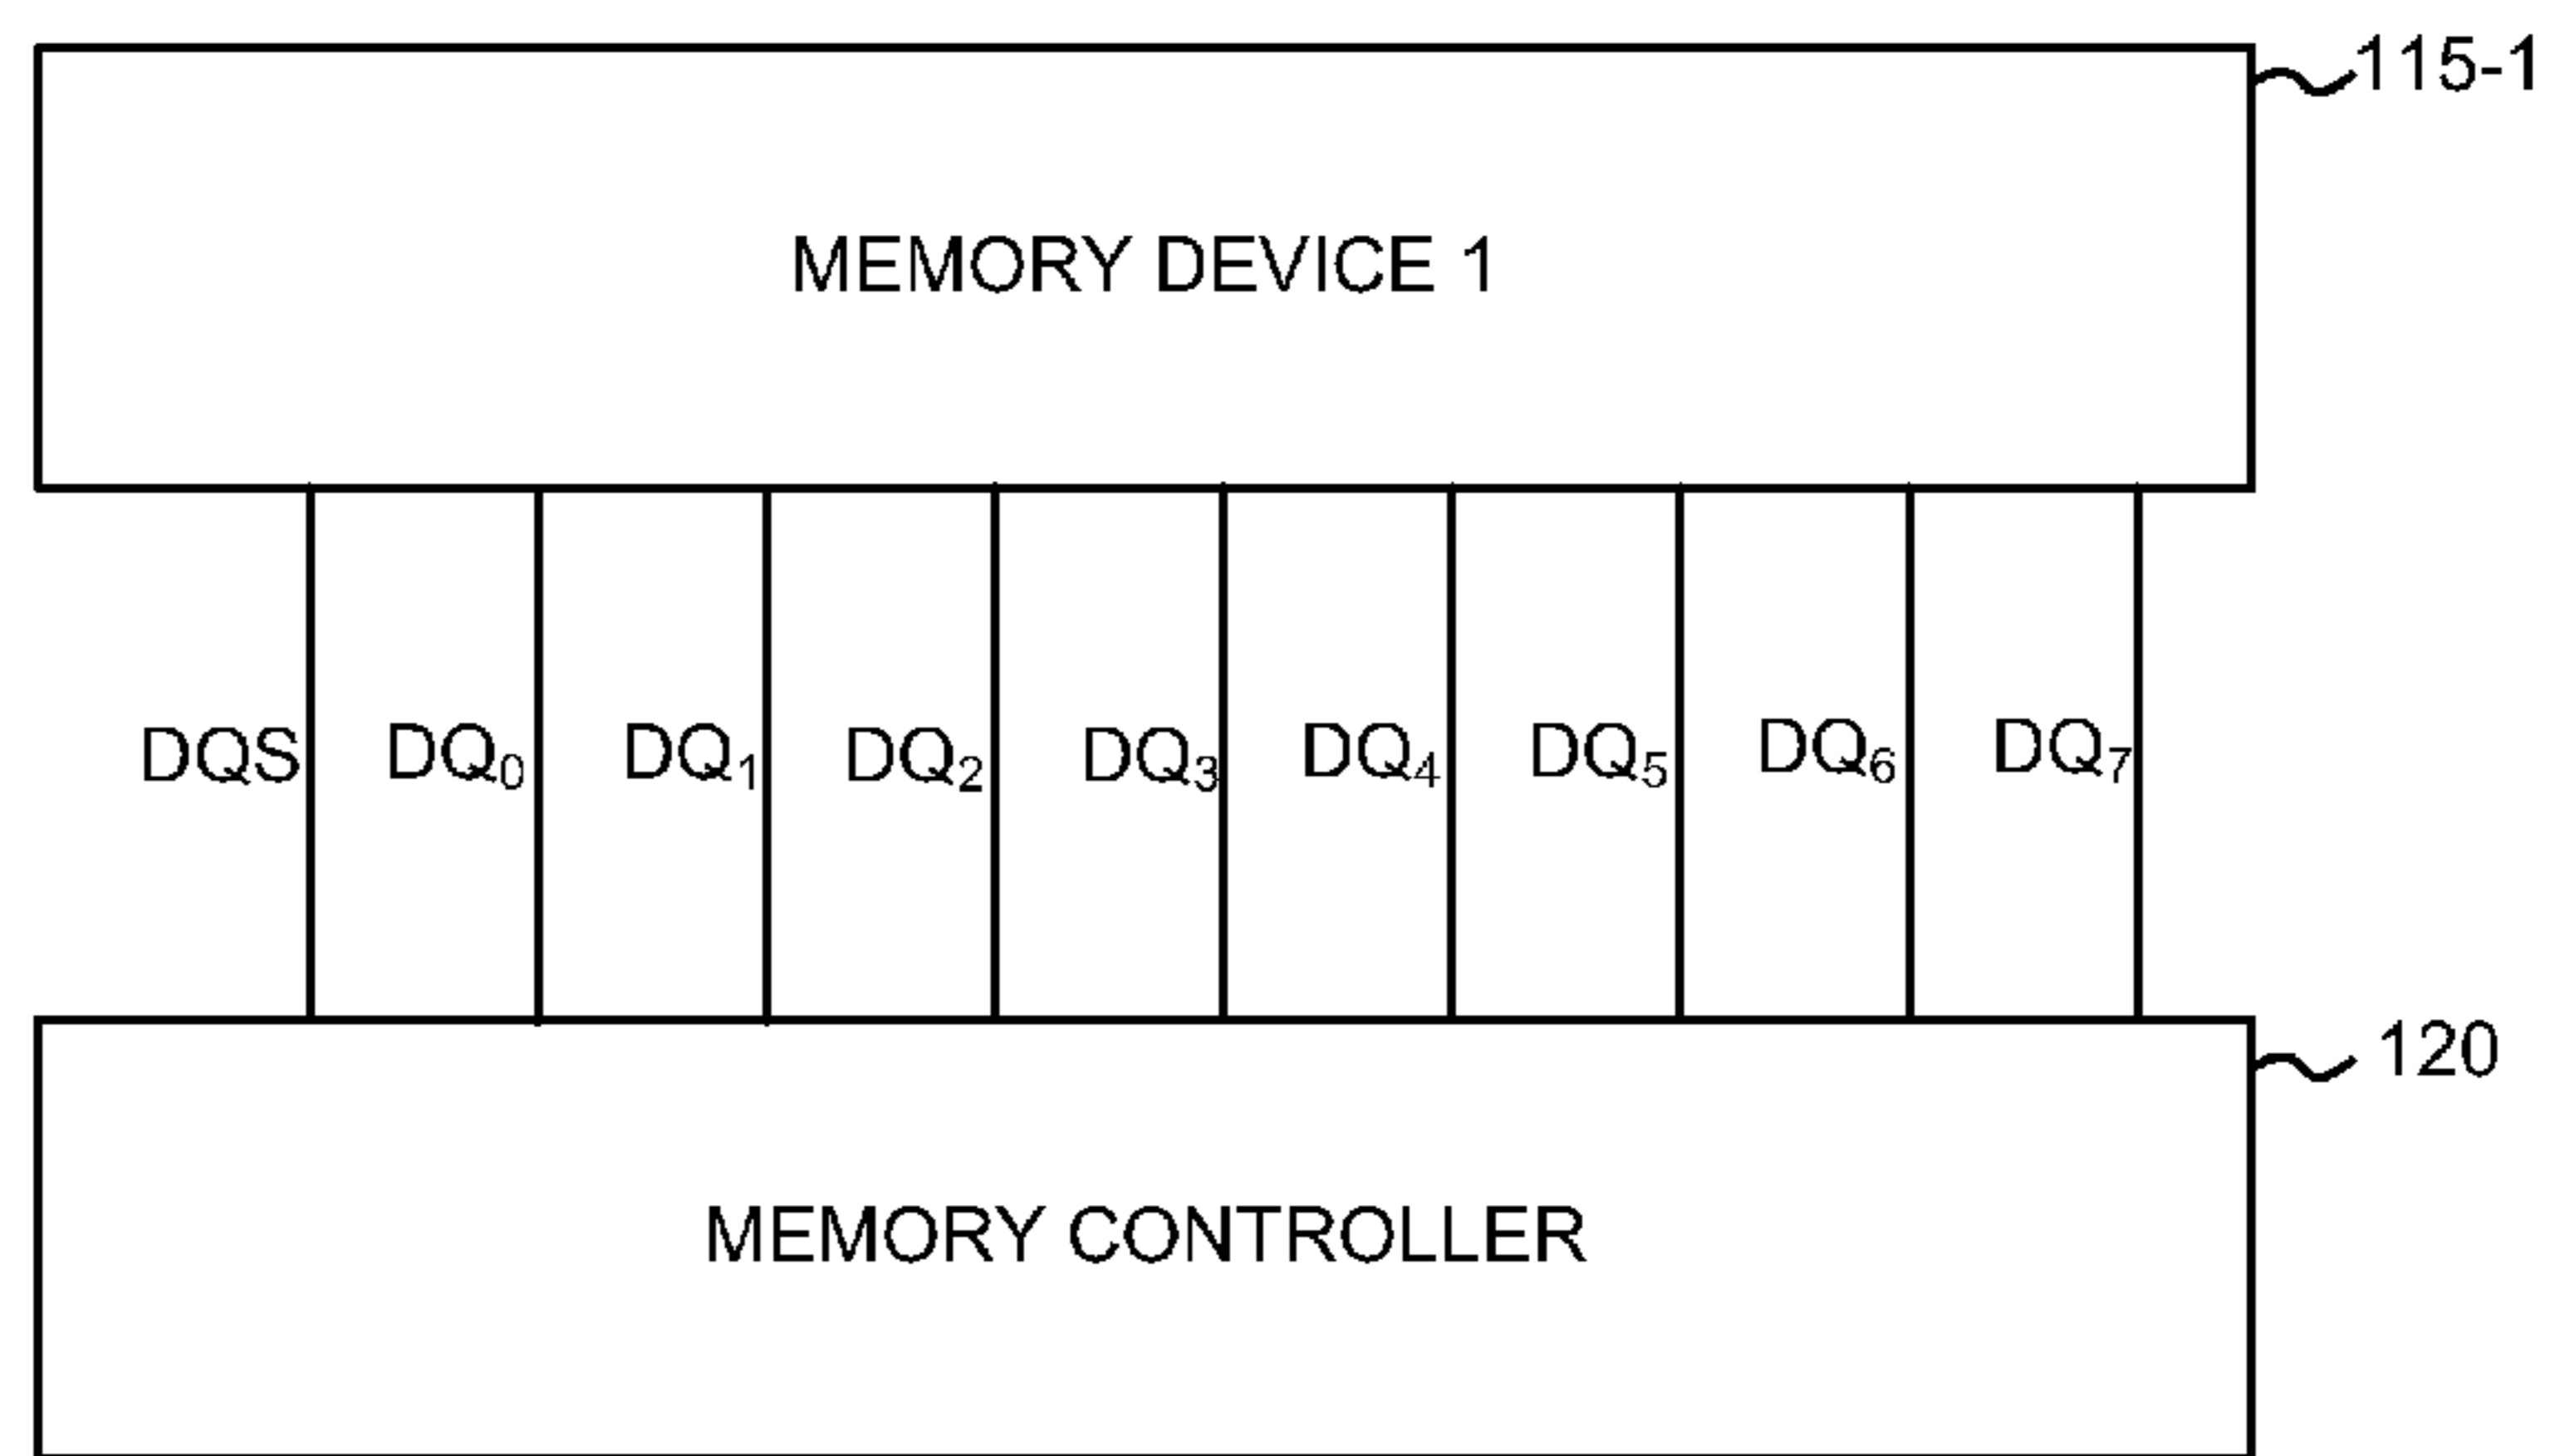 115-1
MEMORY DEVICE 1
DQS DQ₀ DQ₁ DQ₂ DQ₃ DQ₄ DQ₅ DQ₆ DQ₇
120
MEMORY CONTROLLER